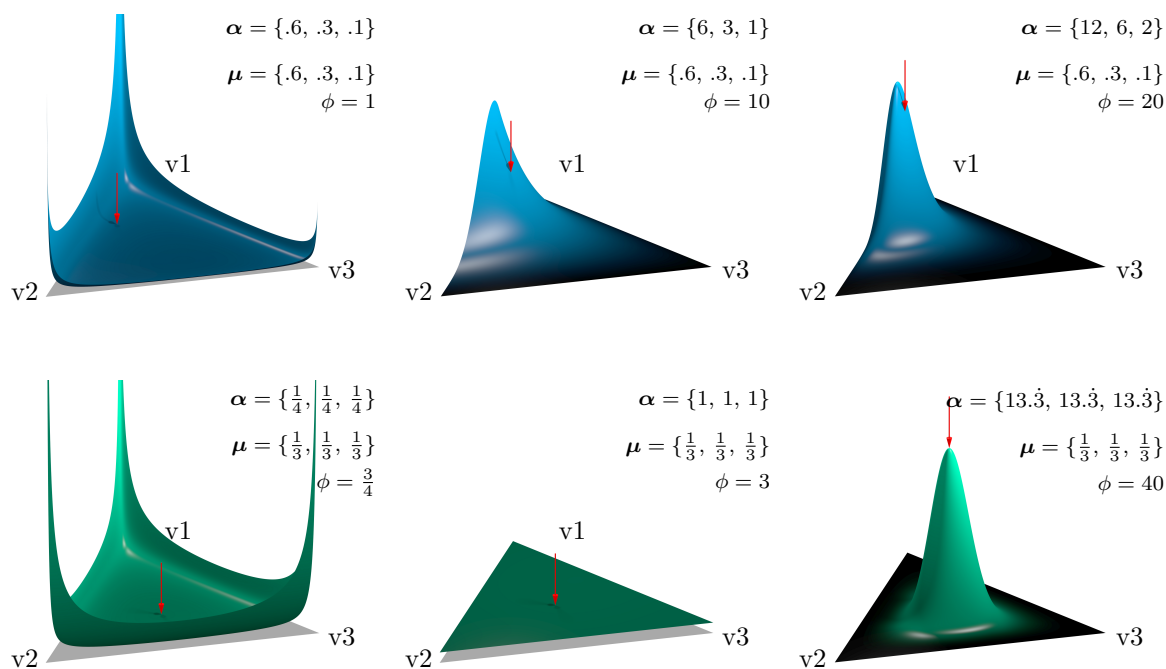 α = {.6, .3, .1}
μ = {.6, .3, .1}
ϕ = 1
v1
v3
v2
α = {6, 3, 1}
μ = {.6, .3, .1}
ϕ = 10
v1
v3
v2
α = {12, 6, 2}
μ = {.6, .3, .1}
ϕ = 20
v1
v3
v2
α = {1/4, 1/4, 1/4}
μ = {1/3, 1/3, 1/3}
ϕ = 3/4
v1
v3
v2
α = {1, 1, 1}
μ = {1/3, 1/3, 1/3}
ϕ = 3
v1
v3
v2
α = {13.3̇, 13.3̇, 13.3̇}
μ = {1/3, 1/3, 1/3}
ϕ = 40
v3
v2